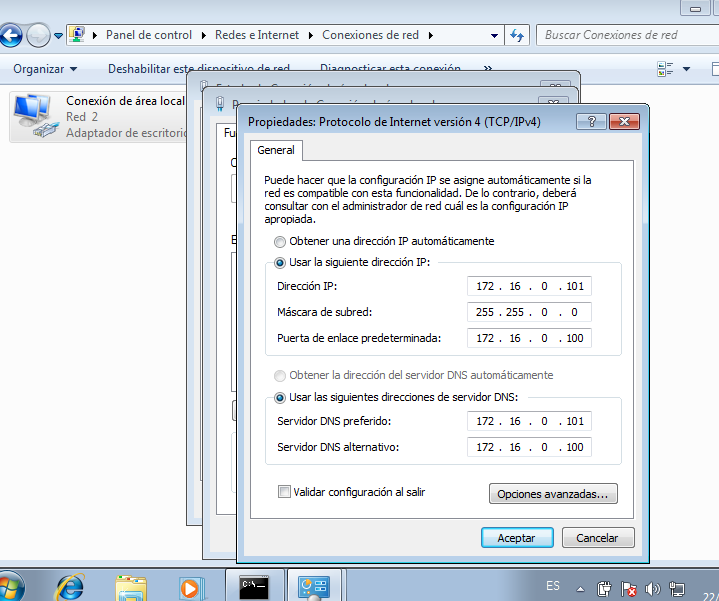 Panel de control
Redes e Internet
Conexiones de red
Buscar Conexiones de red
Organizar
Deshabilitar este dispositivo de red
Diagnosticar esta conexión
»
Conexión de área local
Red 2
Adaptador de escritorio
Propiedades: Protocolo de Internet versión 4 (TCP/IPv4)
?
General
Puede hacer que la configuración IP se asigne automáticamente si la
red es compatible con esta funcionalidad. De lo contrario, deberá
consultar con el administrador de red cuál es la configuración IP
apropiada.
Obtener una dirección IP automáticamente
Usar la siguiente dirección IP:
Dirección IP: 172 . 16 . 0 . 101
Máscara de subred: 255 . 255 . 0 . 0
Puerta de enlace predeterminada: 172 . 16 . 0 . 100
Obtener la dirección del servidor DNS automáticamente
Usar las siguientes direcciones de servidor DNS:
Servidor DNS preferido: 172 . 16 . 0 . 101
Servidor DNS alternativo: 172 . 16 . 0 . 100
Validar configuración al salir
Opciones avanzadas...
Aceptar
Cancelar
C:\_
ES
22/